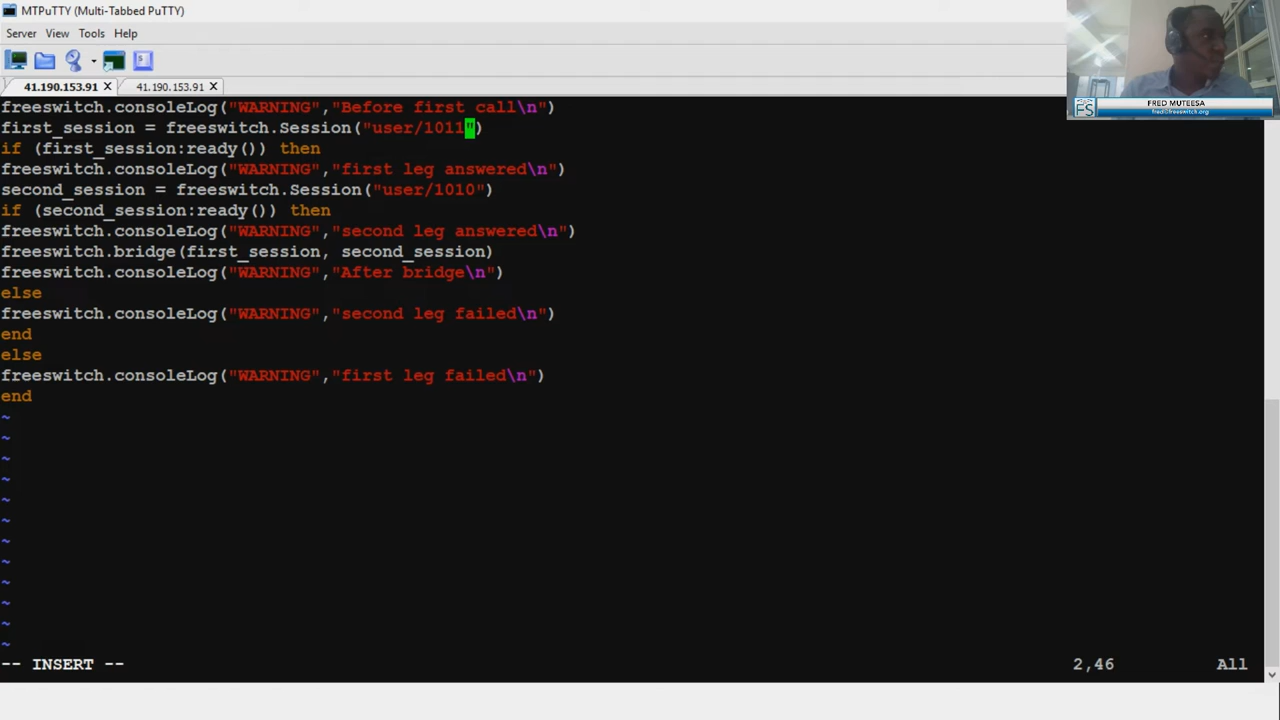 MTPuTTY (Multi-Tabbed PuTTY)
Server View Tools Help
41.190.153.91 41.190.153.91
freeswitch.consoleLog("WARNING","Before first call\n")
first_session = freeswitch.Session("user/1011")
if (first_session:ready()) then
freeswitch.consoleLog("WARNING","first leg answered\n")
second_session = freeswitch.Session("user/1010")
if (second_session:ready()) then
freeswitch.consoleLog("WARNING","second leg answered\n")
freeswitch.bridge(first_session, second_session)
freeswitch.consoleLog("WARNING","After bridge\n")
else
freeswitch.consoleLog("WARNING","second leg failed\n")
end
else
freeswitch.consoleLog("WARNING","first leg failed\n")
end
~
~
~
~
~
~
~
~
~
~
~
~
-- INSERT -- 2,46 All
FS
FRED MUTEESA
fred@freeswitch.org